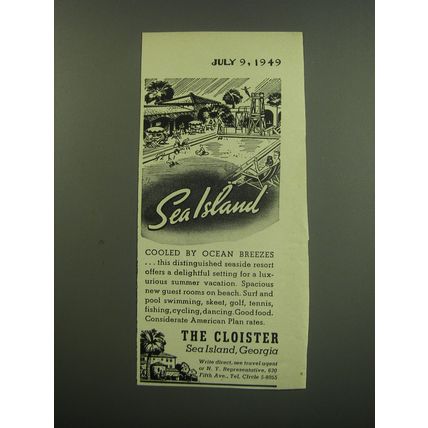 JULY 9, 1949
Sea Island
COOLED BY OCEAN BREEZES
. . . this distinguished seaside resort
offers a delightful setting for a lux-
urious summer vacation. Spacious
new guest rooms on beach. Surf and
pool swimming, skeet, golf, tennis,
fishing, cycling, dancing. Good food.
Considerate American Plan rates.
THE CLOISTER
Sea Island, Georgia
Write direct, see travel agent
or N. Y. Representative, 630
Fifth Ave., Tel. CIrcle 5-8055